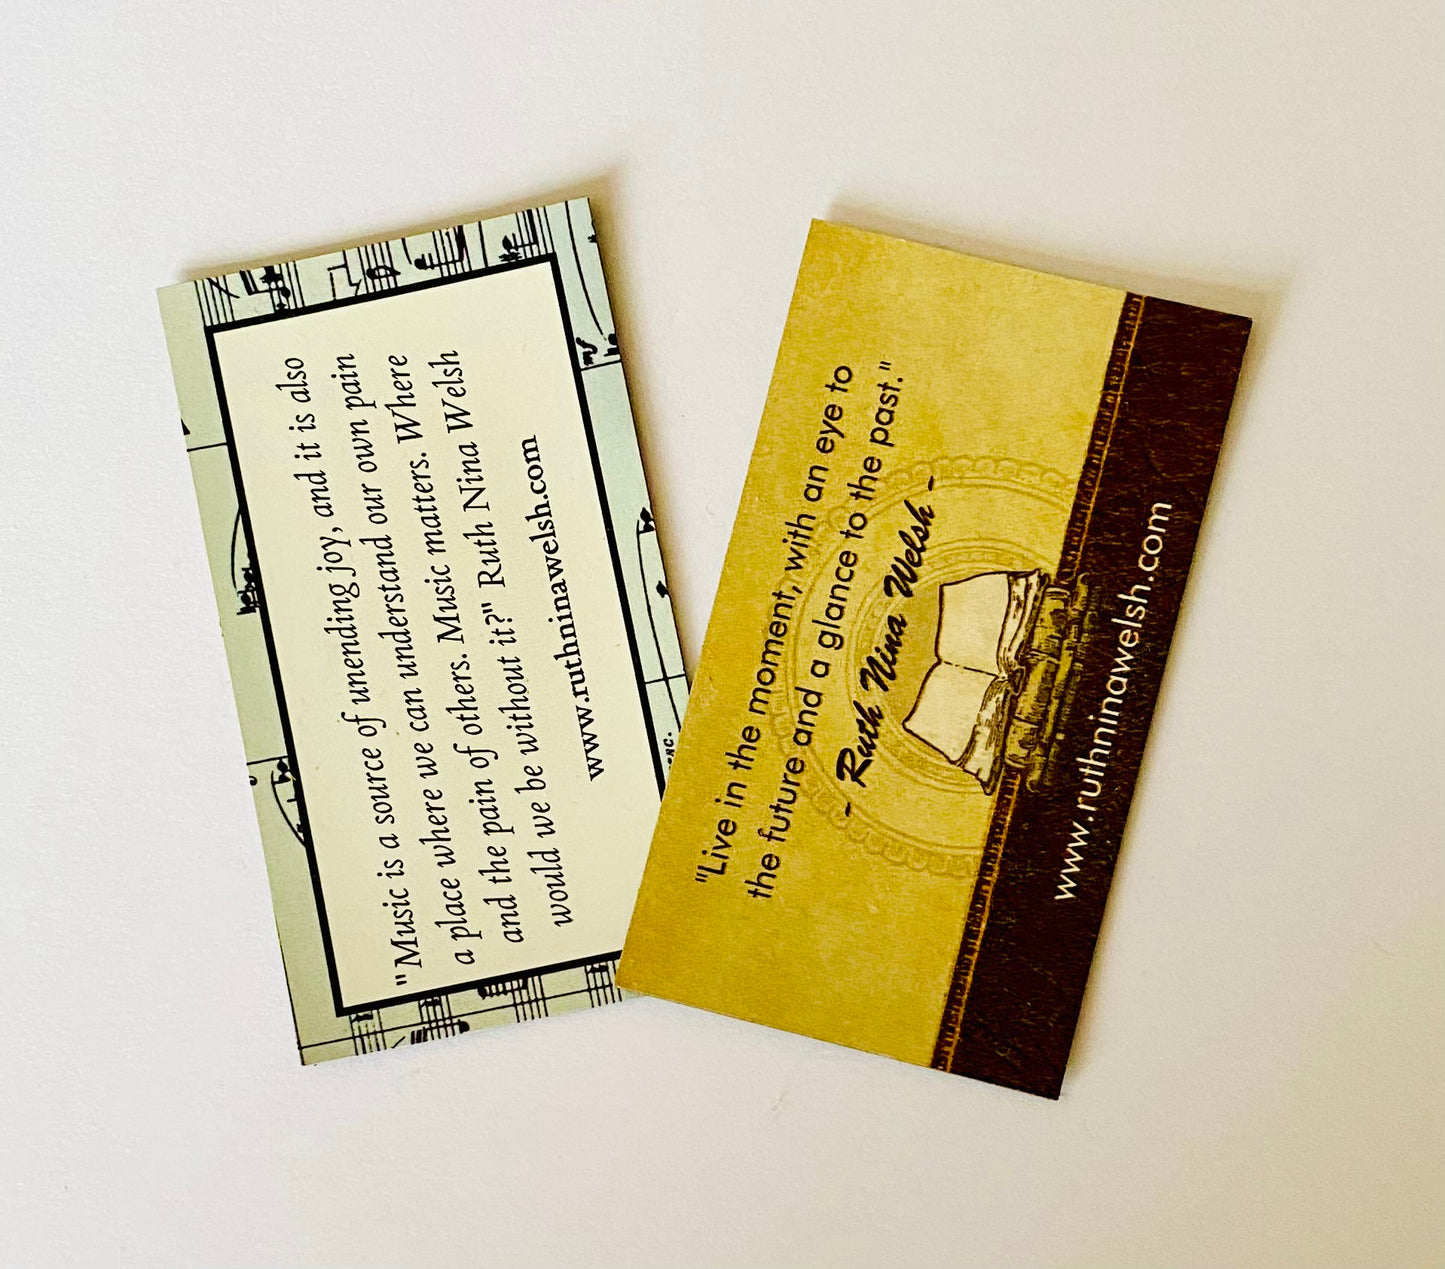 "Music is a source of unending joy, and it is also
a place where we can understand our own pain
and the pain of others. Music matters. Where
would we be without it?" Ruth Nina Welsh
www.ruthninawelsh.com
"Live in the moment, with an eye to
the future and a glance to the past."
- Ruth Nina Welsh -
www.ruthninawelsh.com